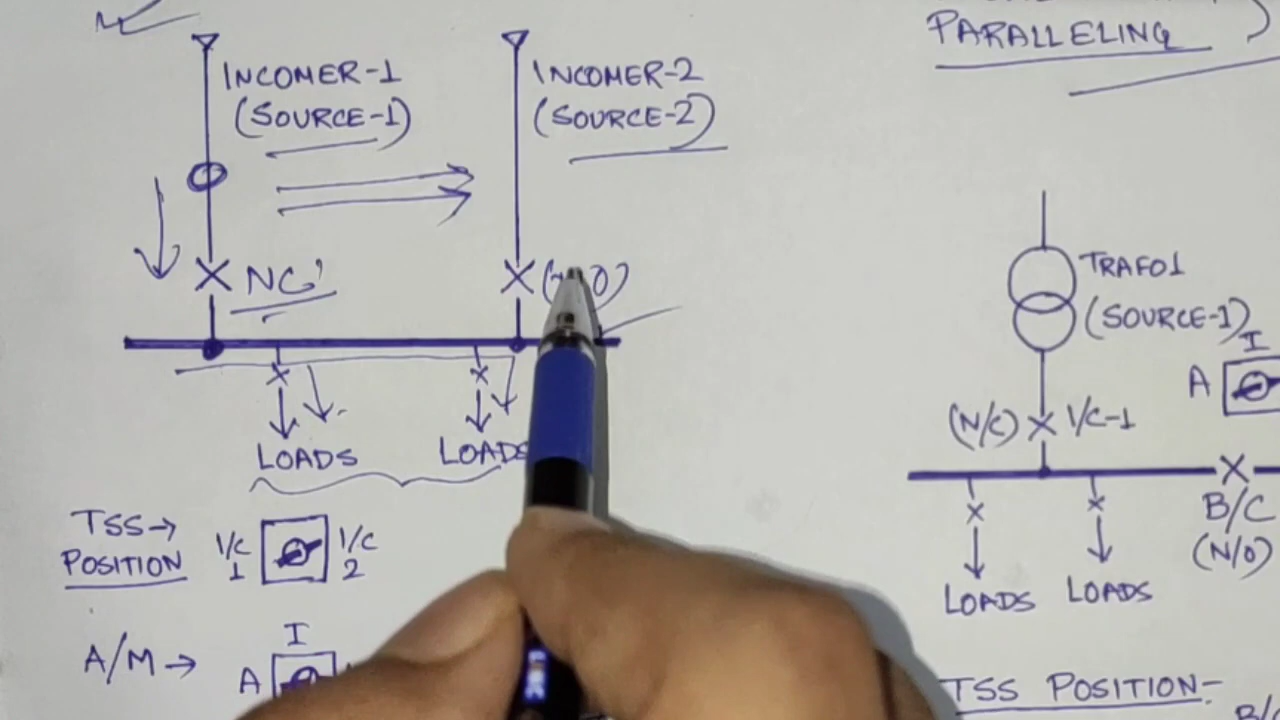 PARALLELING
INCOMER-1
(SOURCE-1)
INCOMER-2
(SOURCE-2)
NC
LOADS
LOADS
TSS→
POSITION
I/C
1
I/C
2
A/M →
I
A
TRAFO1
(SOURCE-1)
I
A
(N/C)
I/C-1
B/C
(N/O)
LOADS
LOADS
TSS POSITION:-